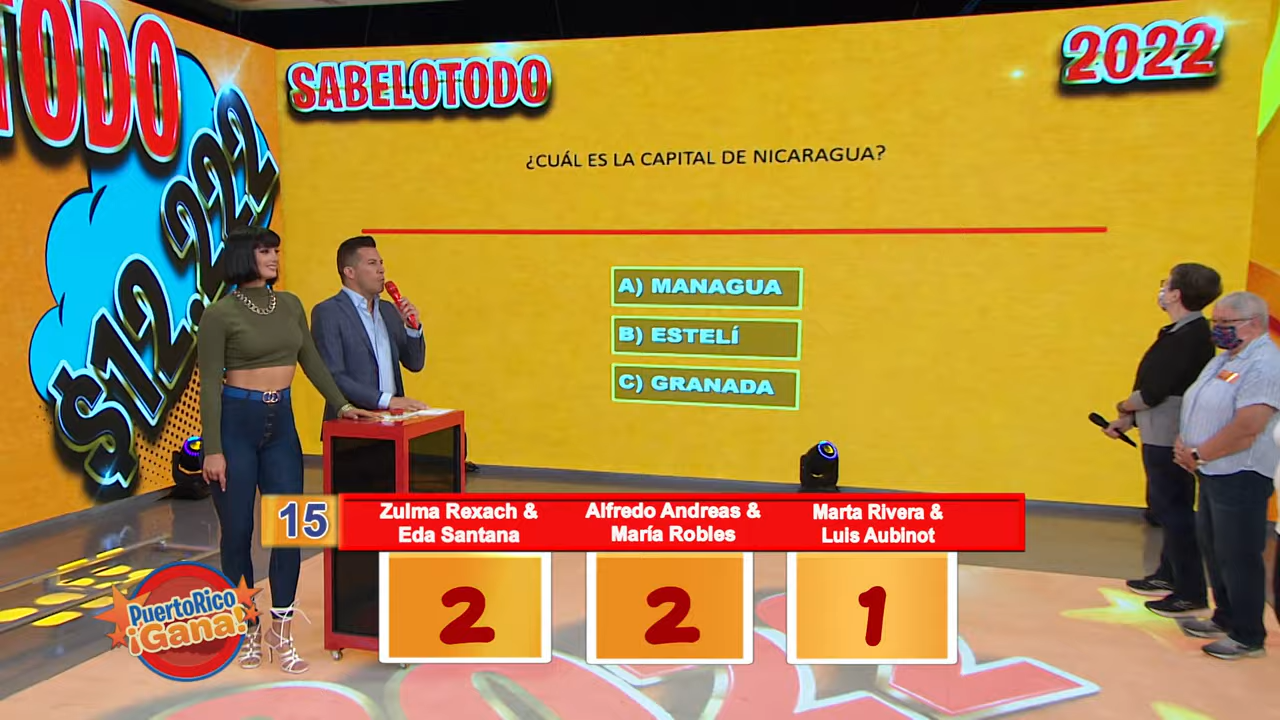 TODO
$12,222
SABELOTODO
2022
¿CUÁL ES LA CAPITAL DE NICARAGUA?
A) MANAGUA
B) ESTELÍ
C) GRANADA
15
Zulma Rexach &
Eda Santana
Alfredo Andreas &
María Robles
Marta Rivera &
Luis Aubinot
2
2
1
PuertoRico
¡Gana!